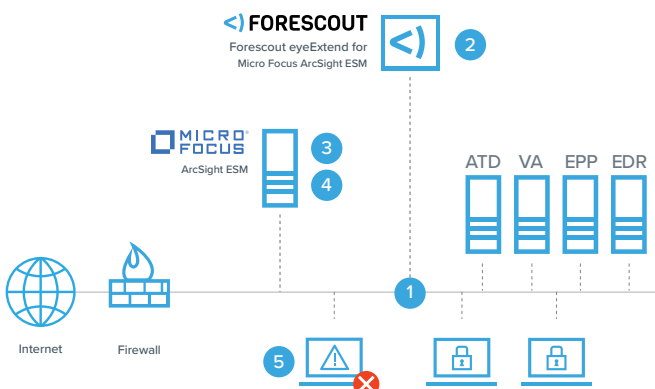 <) FORESCOUT
Forescout eyeExtend for
Micro Focus ArcSight ESM
2
MICRO
FOCUS
ArcSight ESM
3
4
ATD VA EPP EDR
1
Internet
Firewall
5